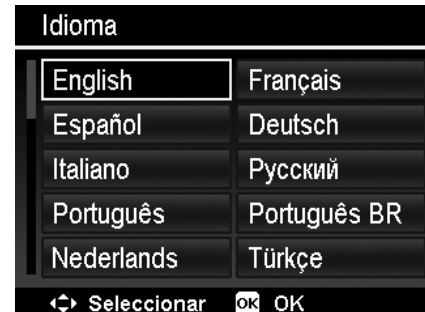 Idioma
English Français
Español Deutsch
Italiano Русский
Português Português BR
Nederlands Türkçe
Seleccionar OK OK